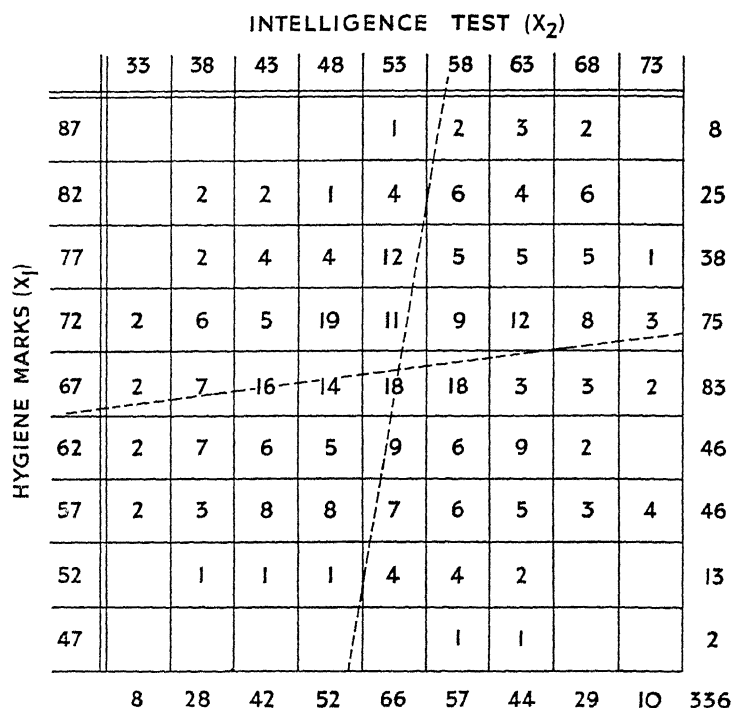 INTELLIGENCE TEST (X2)
33 38 43 48 53 58 63 68 73
HYGIENE MARKS (X1)
87 1 2 3 2 8
82 2 2 1 4 6 4 6 25
77 2 4 4 12 5 5 5 1 38
72 2 6 5 19 11 9 12 8 3 75
67 2 7 16 14 18 18 3 3 2 83
62 2 7 6 5 9 6 9 2 46
57 2 3 8 8 7 6 5 3 4 46
52 1 1 1 4 4 2 13
47 1 1 2
8 28 42 52 66 57 44 29 10 336